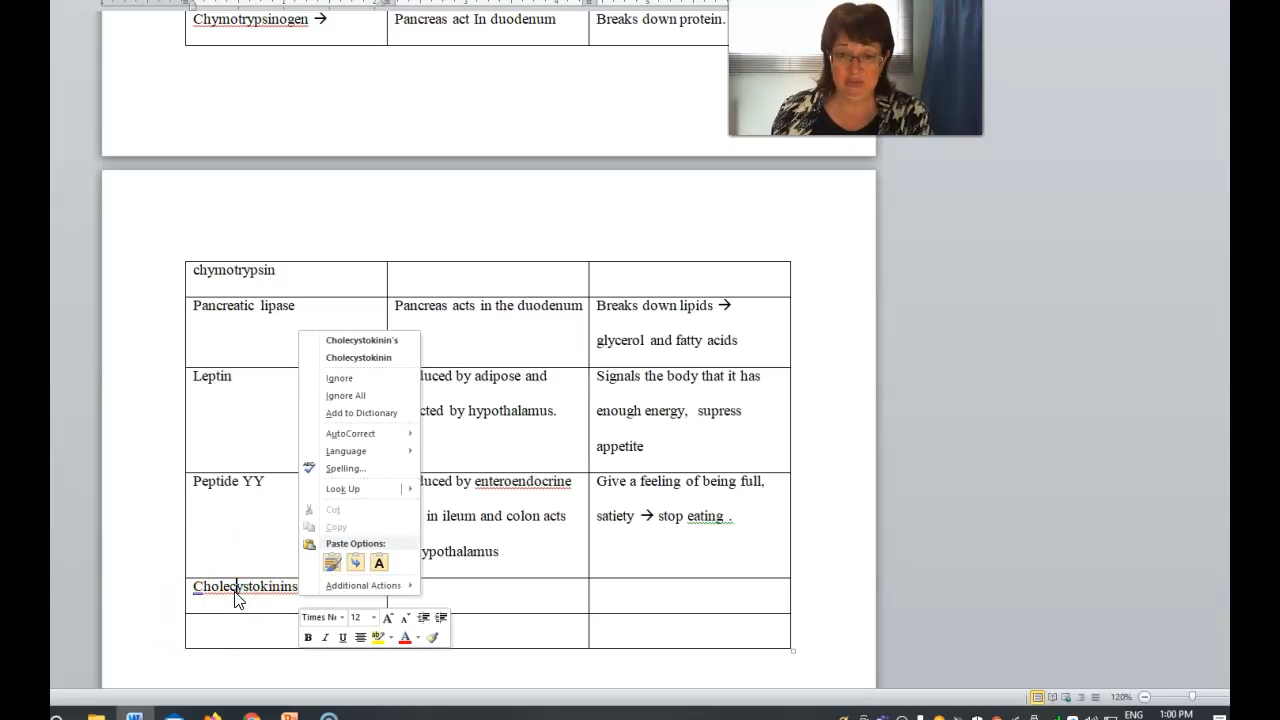 Chymotrypsinogen →
Pancreas act In duodenum
Breaks down protein.
chymotrypsin
Pancreatic lipase
Pancreas acts in the duodenum
Breaks down lipids →
glycerol and fatty acids
Leptin
duced by adipose and
cted by hypothalamus.
Signals the body that it has
enough energy, supress
appetite
Peptide YY
duced by enteroendocrine
in ileum and colon acts
ypothalamus
Give a feeling of being full,
satiety → stop eating .
Cholecystokinins
Cholecystokinin's
Cholecystokinin
Ignore
Ignore All
Add to Dictionary
AutoCorrect
Language
Spelling...
Look Up
Cut
Copy
Paste Options:
A
Additional Actions
Times Ne 12 A A
B I U ab A
120%
ENG 1:00 PM